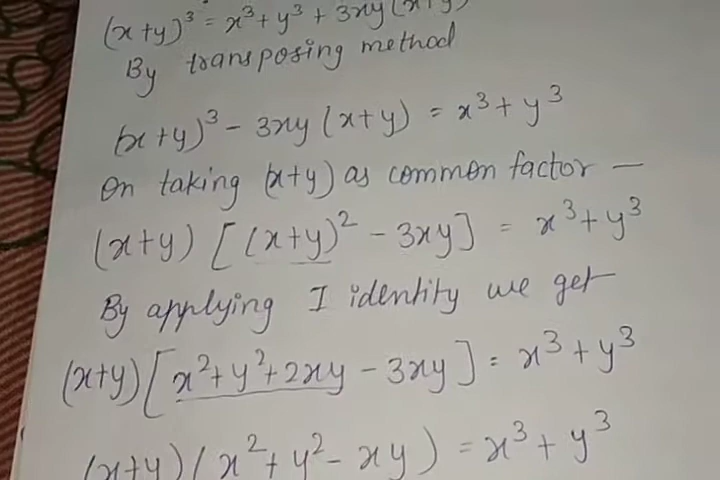 (x+y)³ = x³+y³ + 3xy(x+y)
By transposing method
(x+y)³ - 3xy (x+y) = x³+y³
On taking (x+y) as common factor —
(x+y) [(x+y)² - 3xy] = x³+y³
By applying I identity we get
(x+y)[x²+y²+2xy - 3xy] = x³+y³
(x+y)(x²+y²- xy) = x³+y³